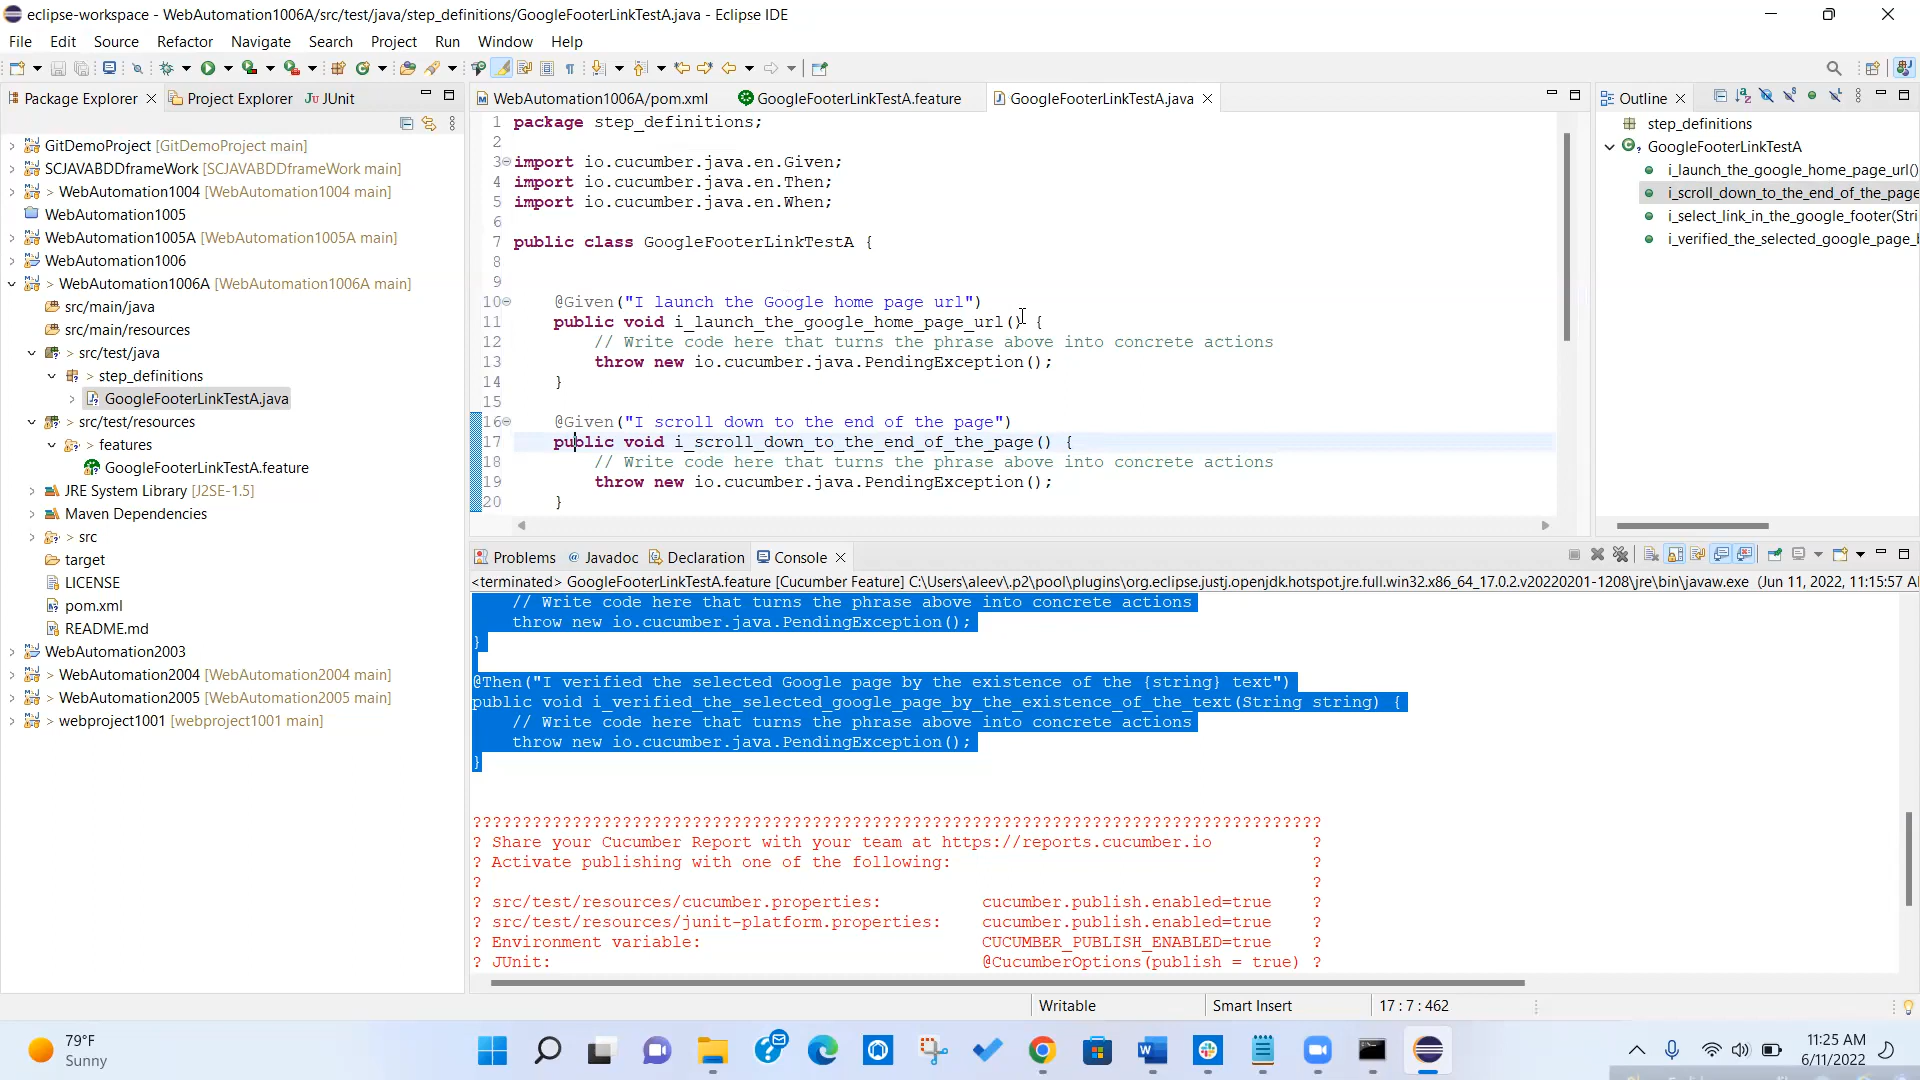 eclipse-workspace - WebAutomation1006A/src/test/java/step_definitions/GoogleFooterLinkTestA.java - Eclipse IDE
File Edit Source Refactor Navigate Search Project Run Window Help
Package Explorer Project Explorer JUnit
GitDemoProject [GitDemoProject main]
SCJAVABDDframeWork [SCJAVABDDframeWork main]
> WebAutomation1004 [WebAutomation1004 main]
WebAutomation1005
WebAutomation1005A [WebAutomation1005A main]
WebAutomation1006
> WebAutomation1006A [WebAutomation1006A main]
src/main/java
src/main/resources
> src/test/java
> step_definitions
GoogleFooterLinkTestA.java
> src/test/resources
> features
GoogleFooterLinkTestA.feature
JRE System Library [J2SE-1.5]
Maven Dependencies
> src
target
LICENSE
pom.xml
README.md
WebAutomation2003
> WebAutomation2004 [WebAutomation2004 main]
> WebAutomation2005 [WebAutomation2005 main]
> webproject1001 [webproject1001 main]
WebAutomation1006A/pom.xml GoogleFooterLinkTestA.feature GoogleFooterLinkTestA.java
1 package step_definitions;
2
3 import io.cucumber.java.en.Given;
4 import io.cucumber.java.en.Then;
5 import io.cucumber.java.en.When;
6
7 public class GoogleFooterLinkTestA {
8
9
10 @Given("I launch the Google home page url")
11 public void i_launch_the_google_home_page_url() {
12 // Write code here that turns the phrase above into concrete actions
13 throw new io.cucumber.java.PendingException();
14 }
15
16 @Given("I scroll down to the end of the page")
17 public void i_scroll_down_to_the_end_of_the_page() {
18 // Write code here that turns the phrase above into concrete actions
19 throw new io.cucumber.java.PendingException();
20 }
Outline
step_definitions
GoogleFooterLinkTestA
i_launch_the_google_home_page_url()
i_scroll_down_to_the_end_of_the_page
i_select_link_in_the_google_footer(Stri
i_verified_the_selected_google_page_
Problems Javadoc Declaration Console
<terminated> GoogleFooterLinkTestA.feature [Cucumber Feature] C:\Users\aleev\.p2\pool\plugins\org.eclipse.justj.openjdk.hotspot.jre.full.win32.x86_64_17.0.2.v20220201-1208\jre\bin\javaw.exe (Jun 11, 2022, 11:15:57 A
// Write code here that turns the phrase above into concrete actions
throw new io.cucumber.java.PendingException();
}
@Then("I verified the selected Google page by the existence of the {string} text")
public void i_verified_the_selected_google_page_by_the_existence_of_the_text(String string) {
// Write code here that turns the phrase above into concrete actions
throw new io.cucumber.java.PendingException();
}
?????????????????????????????????????????????????????????????????????????????????????
? Share your Cucumber Report with your team at https://reports.cucumber.io ?
? Activate publishing with one of the following: ?
? ?
? src/test/resources/cucumber.properties: cucumber.publish.enabled=true ?
? src/test/resources/junit-platform.properties: cucumber.publish.enabled=true ?
? Environment variable: CUCUMBER_PUBLISH_ENABLED=true ?
? JUnit: @CucumberOptions(publish = true) ?
Writable Smart Insert 17 : 7 : 462
79°F
Sunny
11:25 AM
6/11/2022